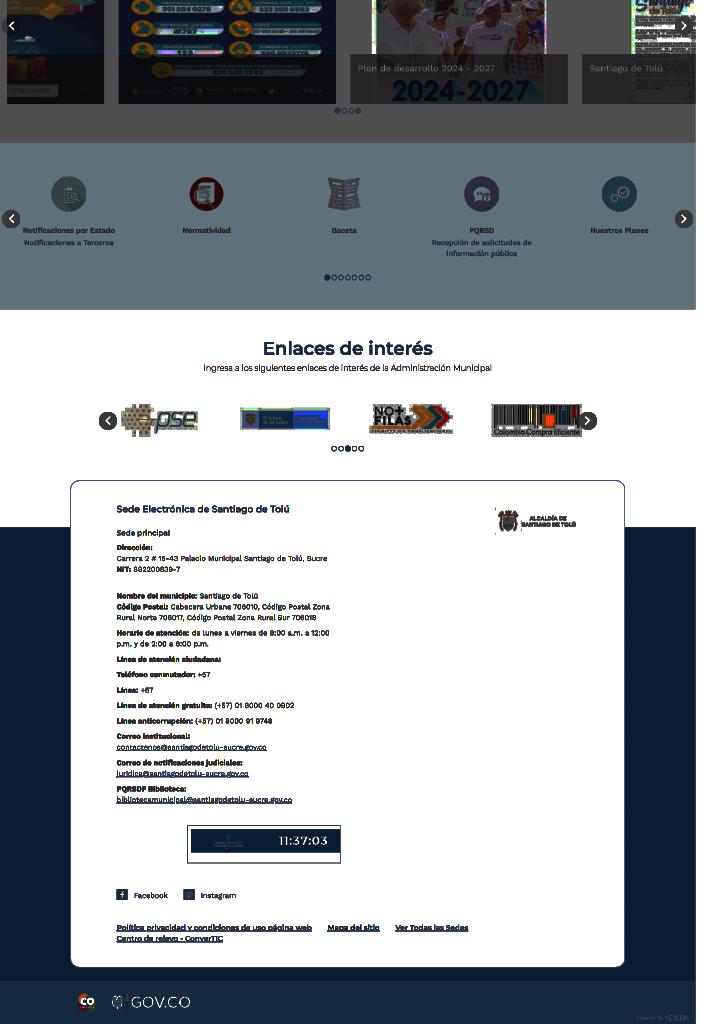 Plan de desarrollo 2024 - 2027
Santiago de Tolú
2024-2027
Notificaciones por Estado
Notificaciones a Terceros
Normatividad
Gaceta
PQRSD
Recepción de solicitudes de
información pública
Nuestros Planes
Enlaces de interés
Ingresa a los siguientes enlaces de interés de la Administración Municipal
pse
NO+
FILAS
Colombia Compra Eficiente
Sede Electrónica de Santiago de Tolú
ALCALDÍA DE
SANTIAGO DE TOLÚ
Sede principal
Dirección:
Carrera 2 # 15-43 Palacio Municipal Santiago de Tolú, Sucre
NIT: 892200839-7
Nombre del municipio: Santiago de Tolú
Código Postal: Cabecera Urbana 706010, Código Postal Zona
Rural Norte 706017, Código Postal Zona Rural Sur 706018
Horario de atención: de lunes a viernes de 8:00 a.m. a 12:00
p.m. y de 2:00 a 6:00 p.m.
Línea de atención ciudadana:
Teléfono conmutador: +57
Línea: +57
Línea de atención gratuita: (+57) 01 8000 40 0802
Línea anticorrupción: (+57) 01 8000 91 9748
Correo institucional:
contactenos@santiagodetolu-sucre.gov.co
Correo de notificaciones judiciales:
juridica@santiagodetolu-sucre.gov.co
PQRSDF Biblioteca:
bibliotecamunicipal@santiagodetolu-sucre.gov.co
11:37:03
Facebook
Instagram
Política privacidad y condiciones de uso página web
Mapa del sitio
Ver Todas las Sedes
Centro de relevo - ConverTIC
CO
GOV.CO
Powered by NEXURA